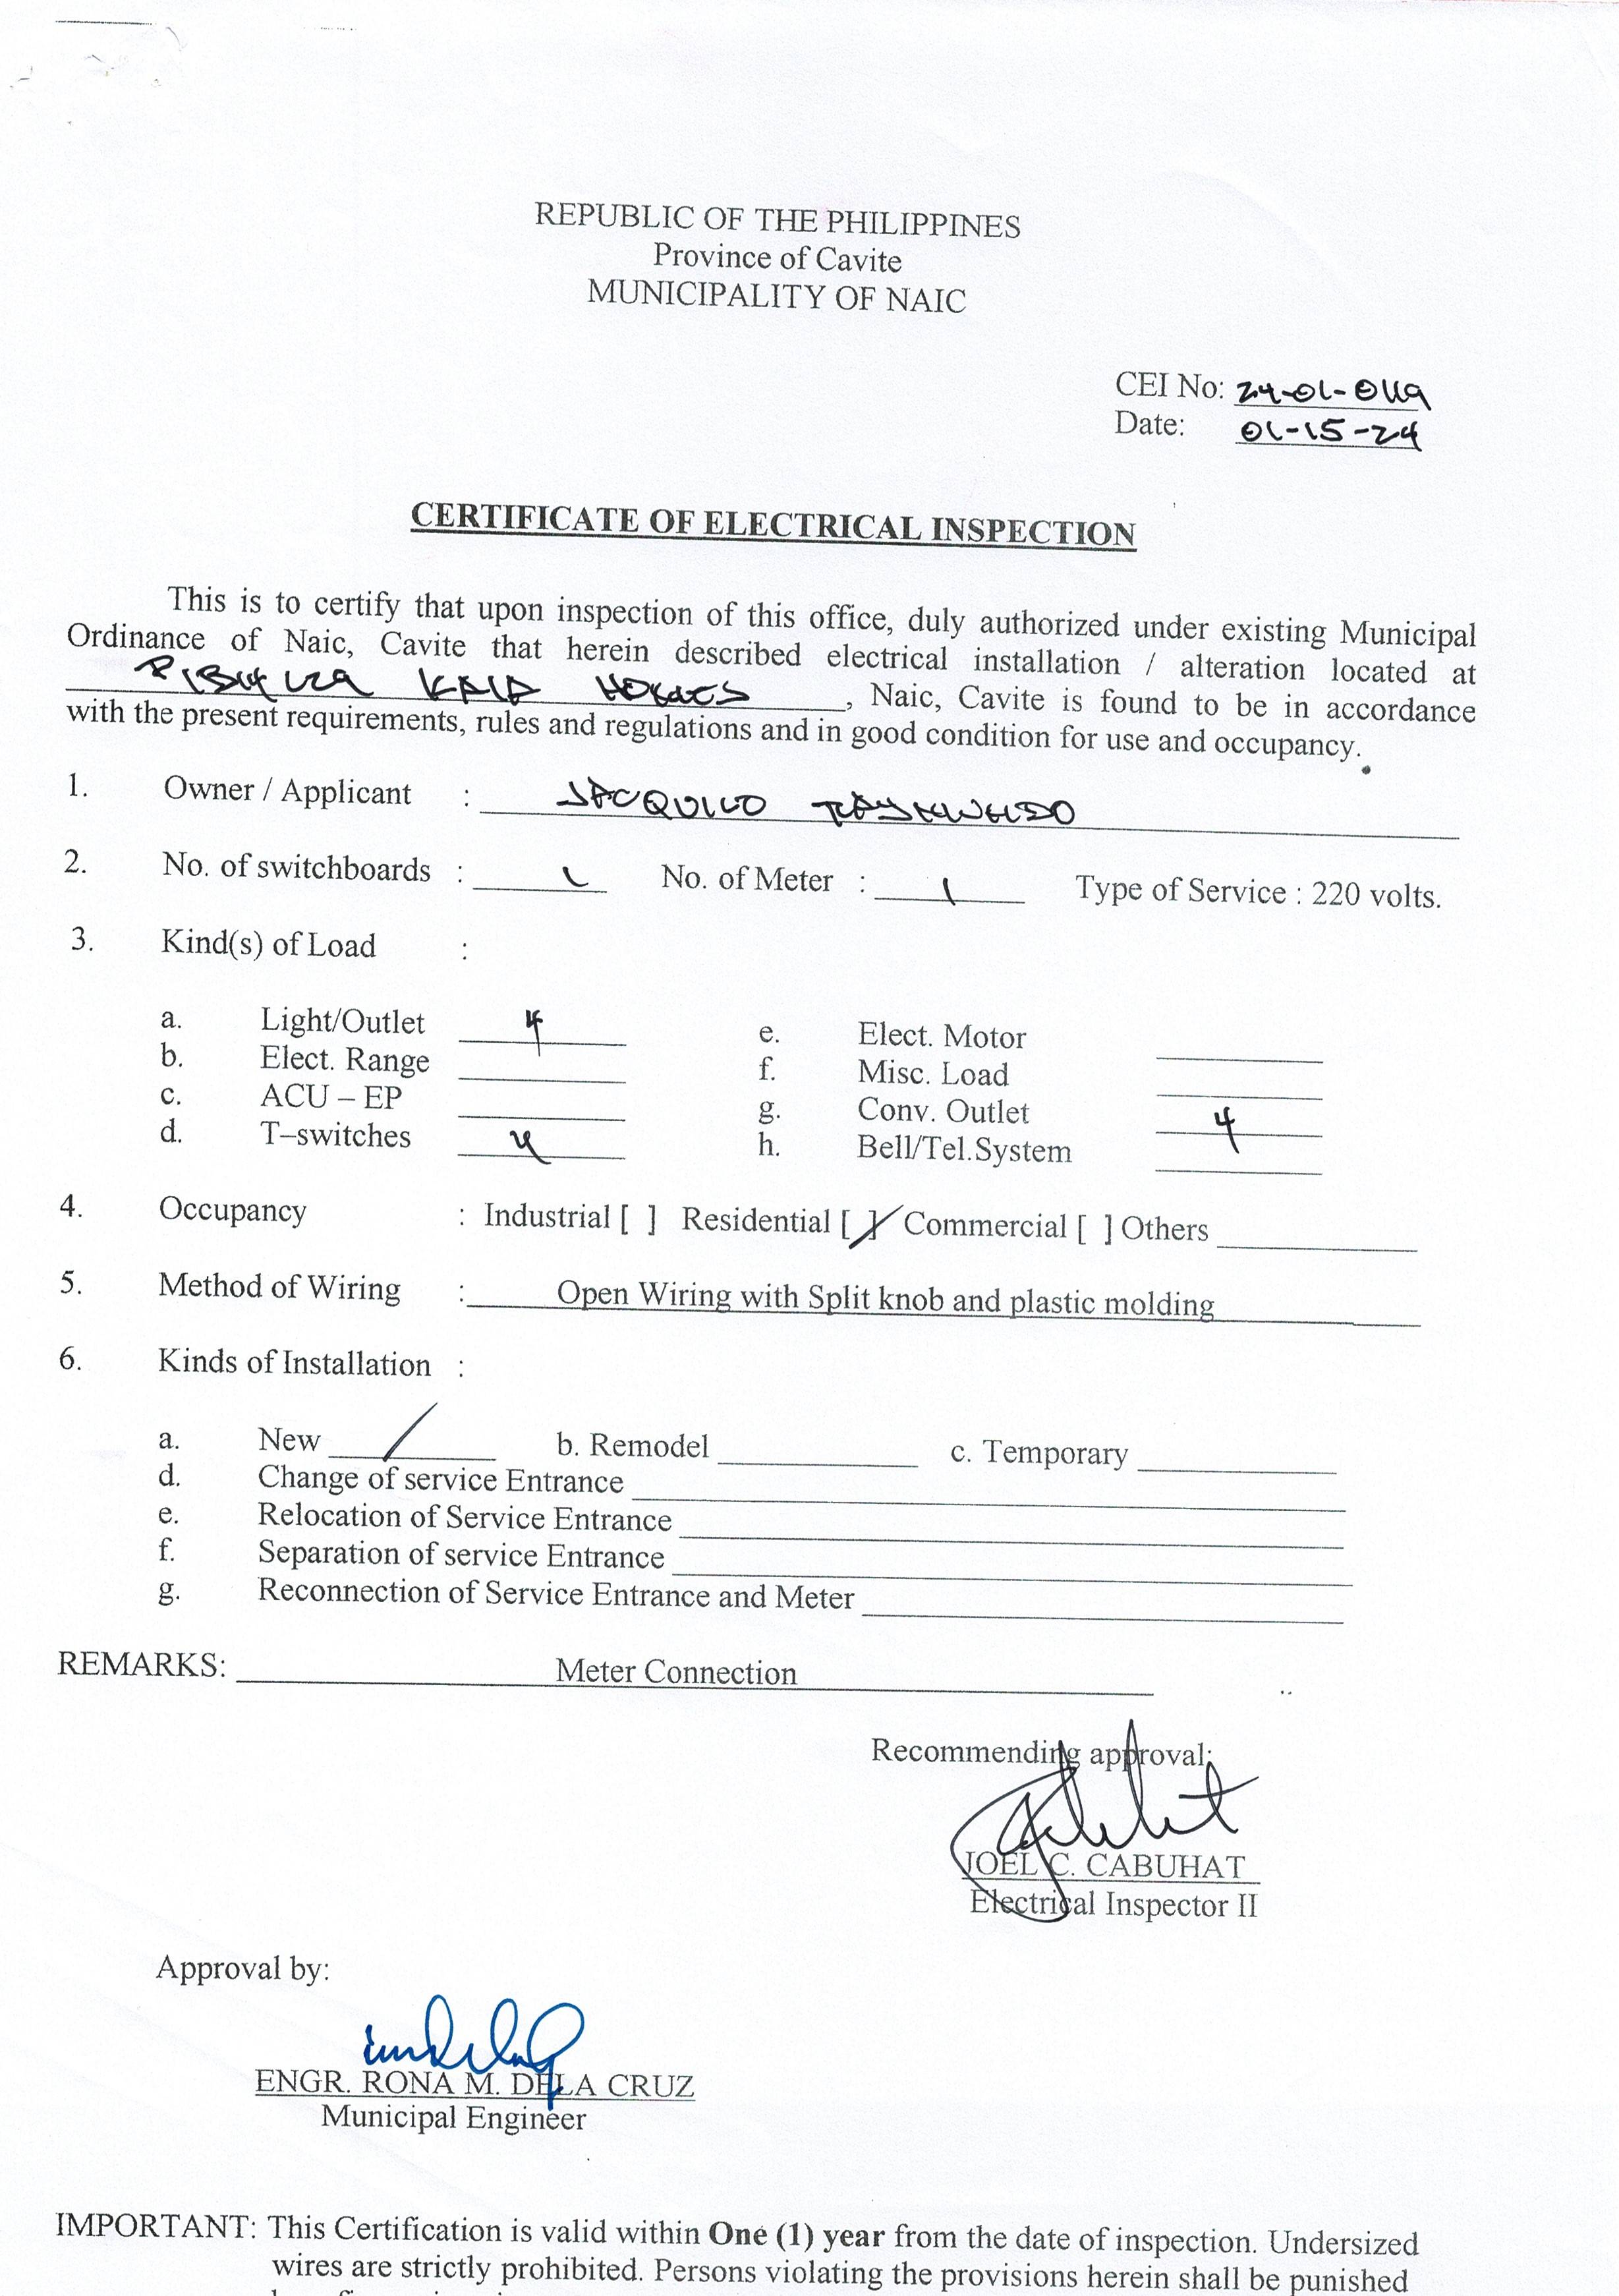 REPUBLIC OF THE PHILIPPINES
Province of Cavite
MUNICIPALITY OF NAIC
CEI No: 24-01-0119
Date: 01-15-24
CERTIFICATE OF ELECTRICAL INSPECTION
This is to certify that upon inspection of this office, duly authorized under existing Municipal
Ordinance of Naic, Cavite that herein described electrical installation / alteration located at
HOMES, Naic, Cavite is found to be in accordance
with the present requirements, rules and regulations and in good condition for use and occupancy.
1. Owner / Applicant : JACQUILO
2. No. of switchboards : 1 No. of Meter : 1 Type of Service : 220 volts.
3. Kind(s) of Load :
a. Light/Outlet 4 e. Elect. Motor
b. Elect. Range f. Misc. Load
c. ACU – EP g. Conv. Outlet 4
d. T–switches 4 h. Bell/Tel.System
4. Occupancy : Industrial [ ] Residential [/] Commercial [ ] Others
5. Method of Wiring : Open Wiring with Split knob and plastic molding
6. Kinds of Installation :
a. New / b. Remodel c. Temporary
d. Change of service Entrance
e. Relocation of Service Entrance
f. Separation of service Entrance
g. Reconnection of Service Entrance and Meter
REMARKS: Meter Connection
Recommending approval:
JOEL C. CABUHAT
Electrical Inspector II
Approval by:
ENGR. RONA M. DELA CRUZ
Municipal Engineer
IMPORTANT: This Certification is valid within One (1) year from the date of inspection. Undersized
wires are strictly prohibited. Persons violating the provisions herein shall be punished